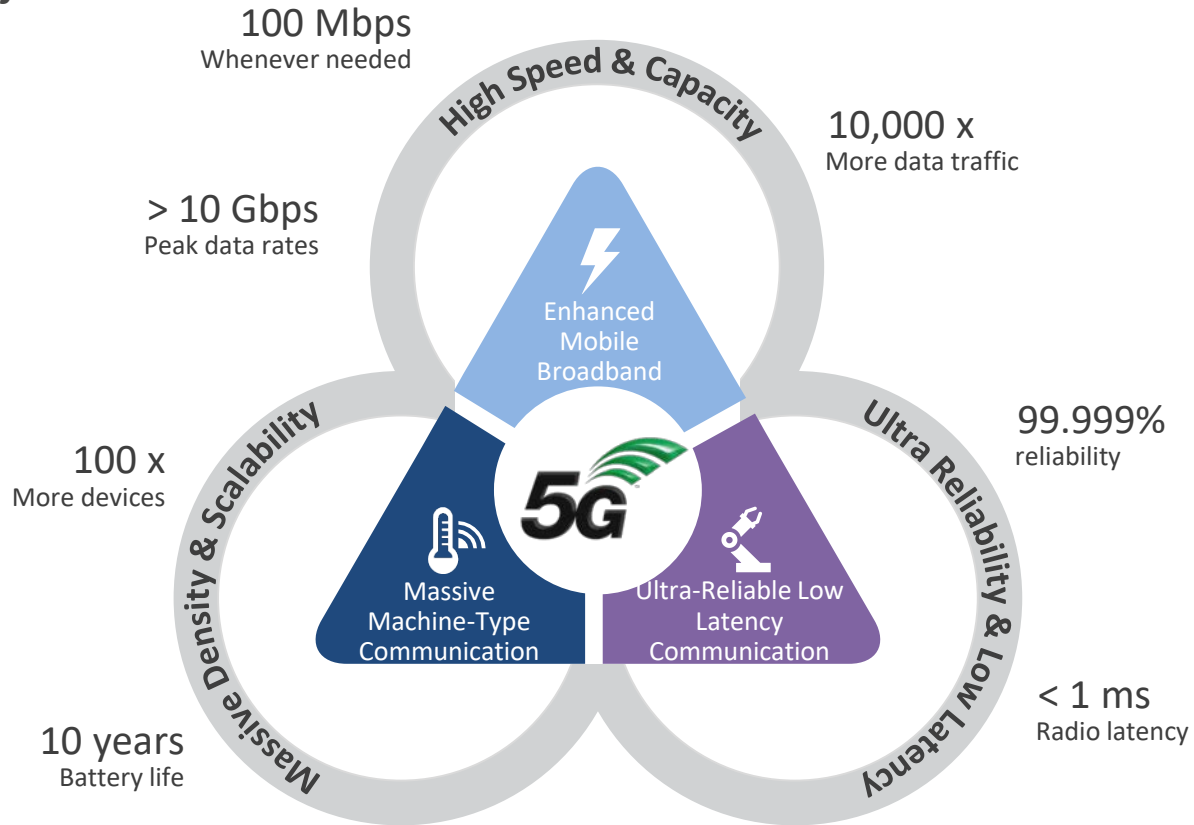 100 Mbps
Whenever needed
High Speed & Capacity
10,000 x
More data traffic
> 10 Gbps
Peak data rates
Enhanced
Mobile
Broadband
5G
Massive Density & Scalability
100 x
More devices
10 years
Battery life
Massive
Machine-Type
Communication
Ultra-Reliable Low
Latency
Communication
Ultra Reliability & Low Latency
99.999%
reliability
< 1 ms
Radio latency